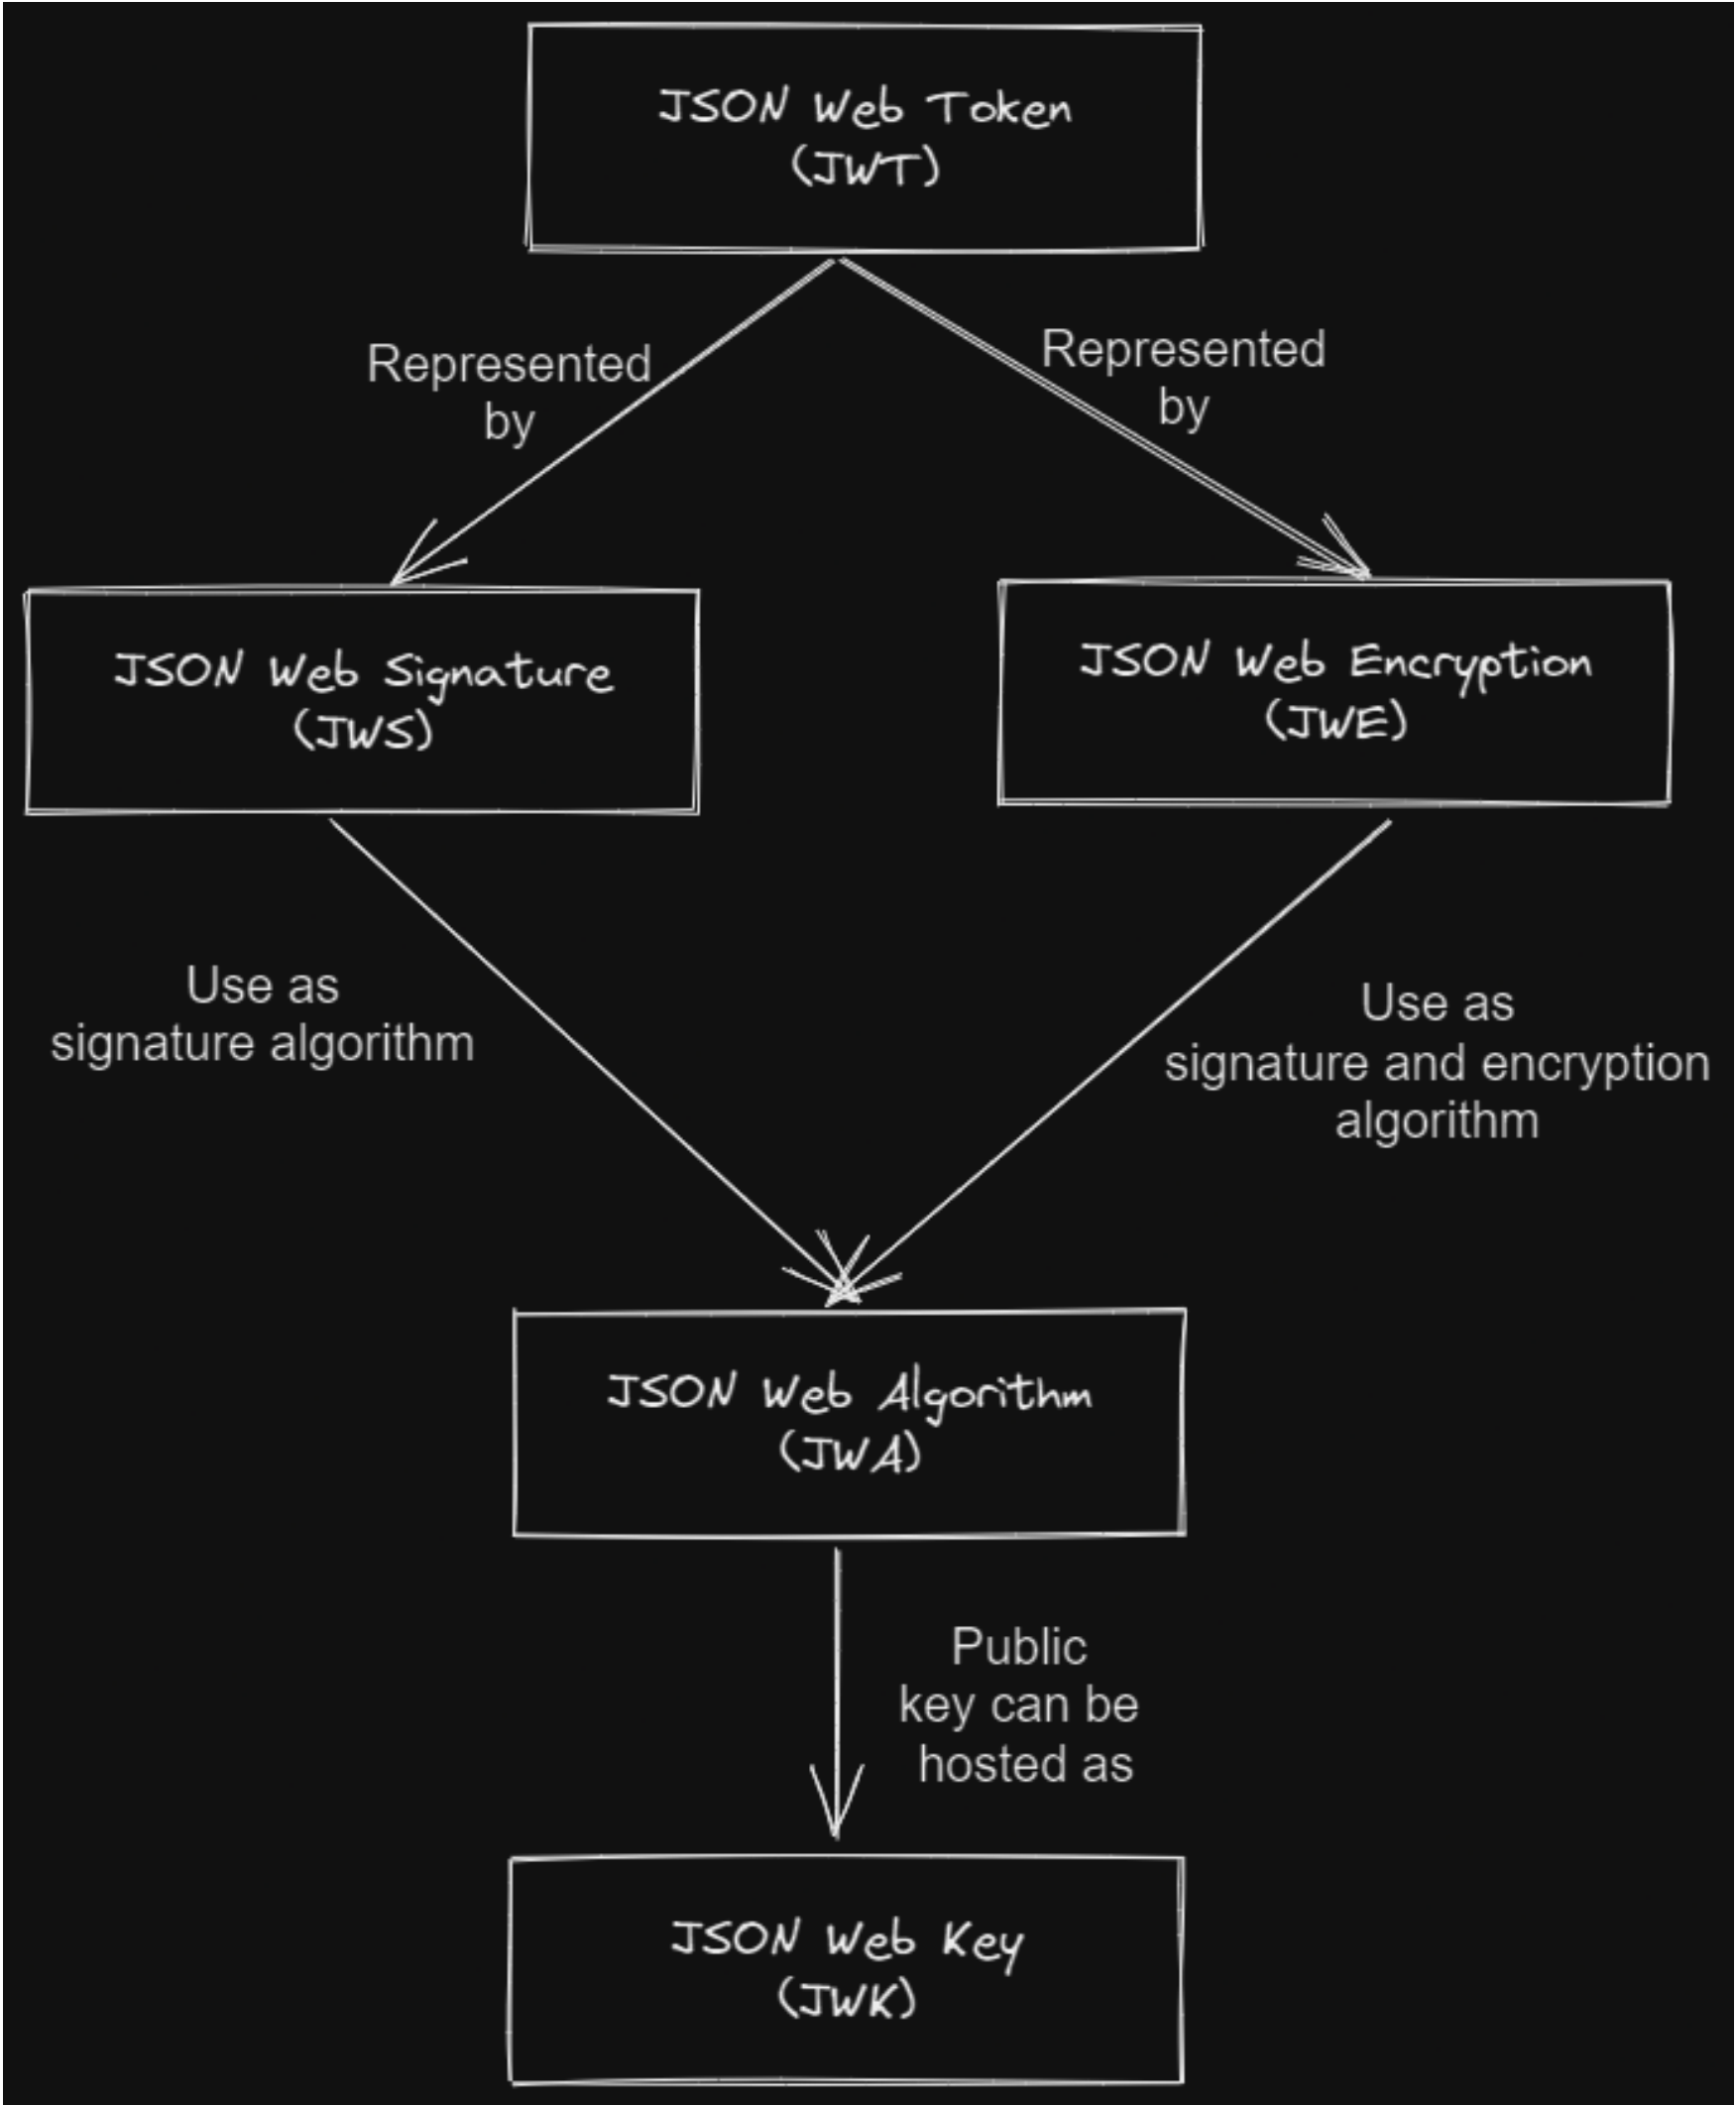 JSON Web Token
(JWT)
Represented
by
Represented
by
JSON Web Signature
(JWS)
JSON Web Encryption
(JWE)
Use as
signature algorithm
Use as
signature and encryption
algorithm
JSON Web Algorithm
(JWA)
Public
key can be
hosted as
JSON Web Key
(JWK)